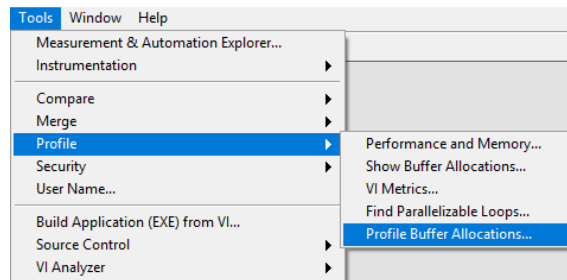 Tools Window Help
Measurement & Automation Explorer...
Instrumentation
Compare
Merge
Profile
Security
User Name...
Build Application (EXE) from VI...
Source Control
VI Analyzer
Performance and Memory...
Show Buffer Allocations...
VI Metrics...
Find Parallelizable Loops...
Profile Buffer Allocations...